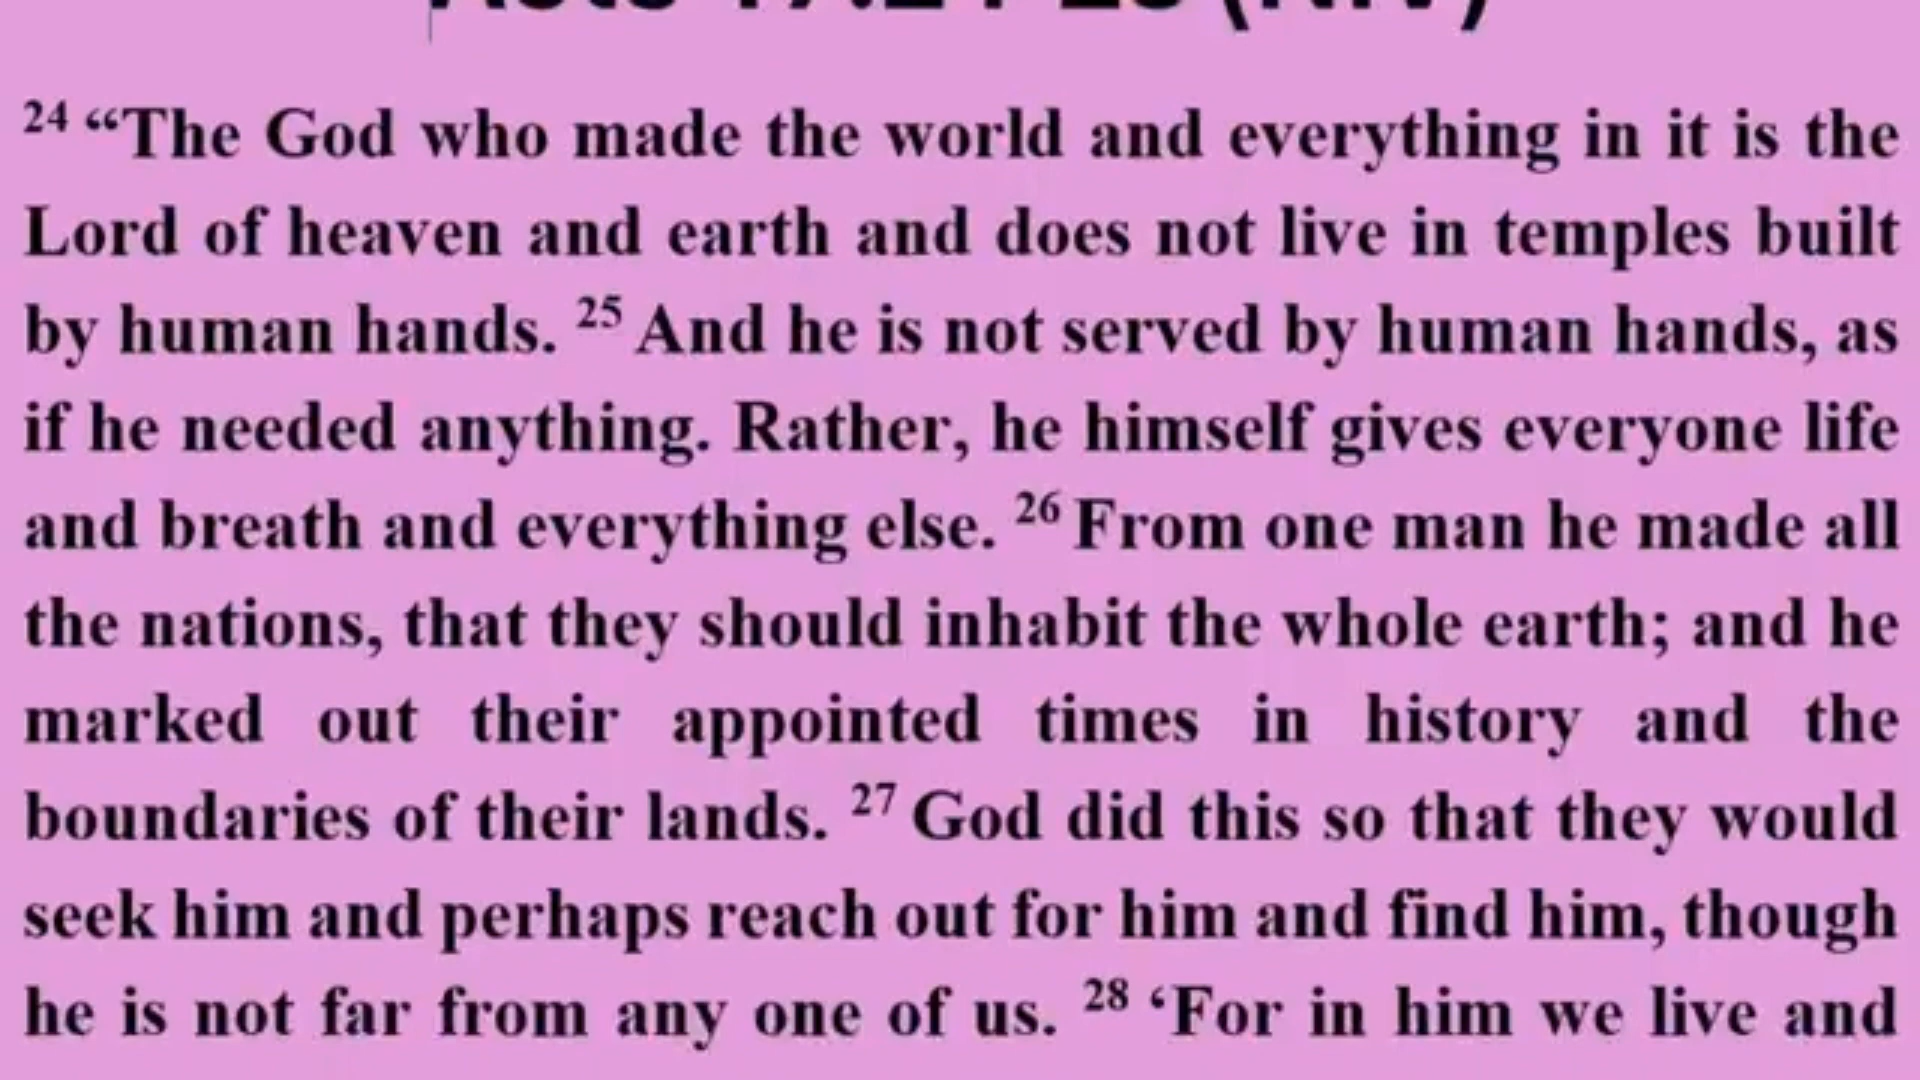 (NIV)
24 “The God who made the world and everything in it is the
Lord of heaven and earth and does not live in temples built
by human hands. 25 And he is not served by human hands, as
if he needed anything. Rather, he himself gives everyone life
and breath and everything else. 26 From one man he made all
the nations, that they should inhabit the whole earth; and he
marked out their appointed times in history and the
boundaries of their lands. 27 God did this so that they would
seek him and perhaps reach out for him and find him, though
he is not far from any one of us. 28 ‘For in him we live and